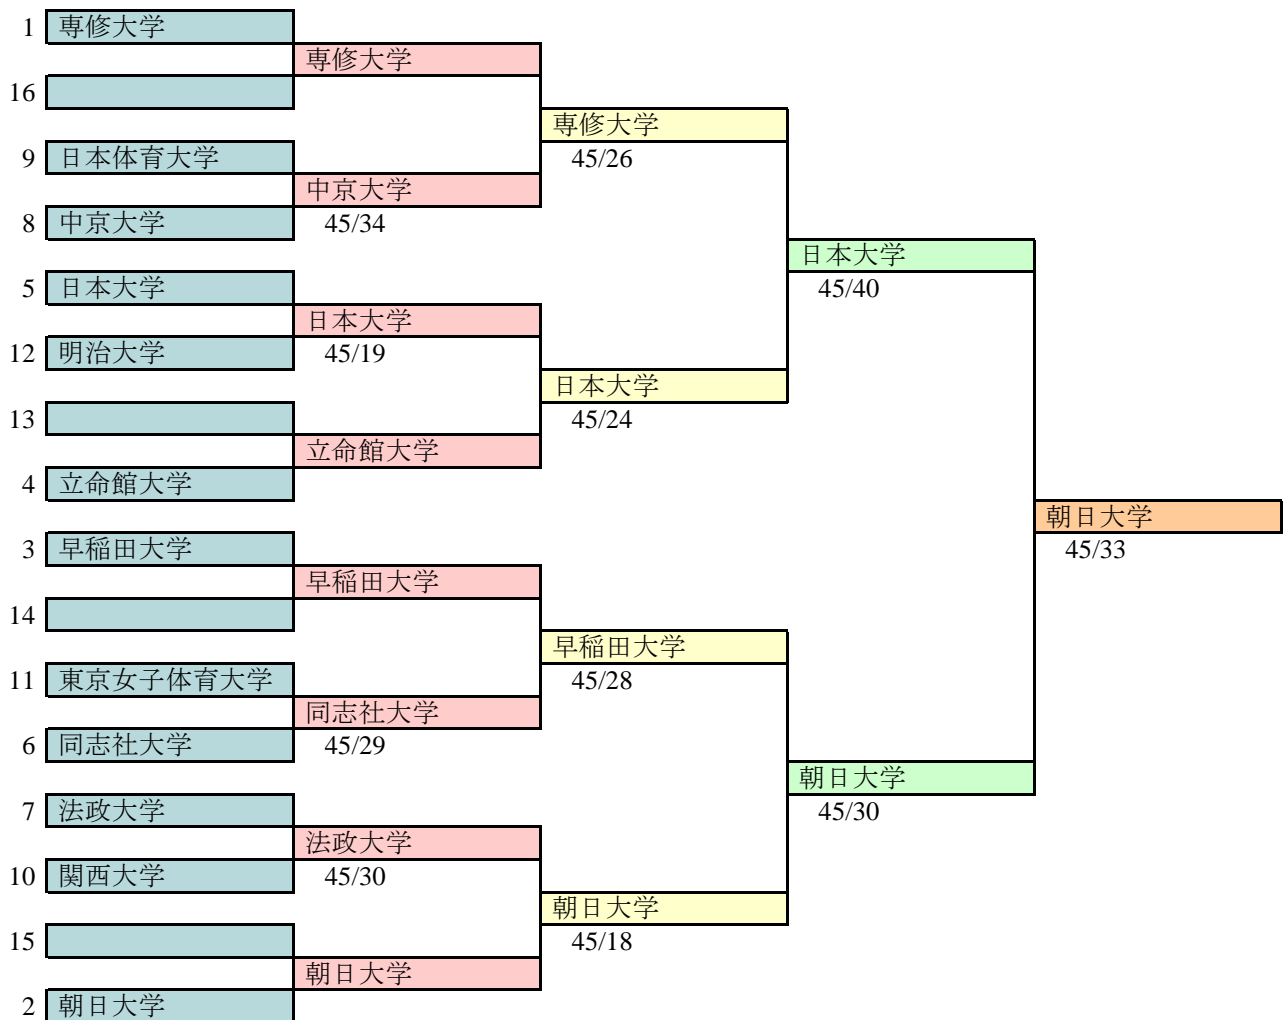 1 専修大学
専修大学
16
専修大学
9 日本体育大学
45/26
中京大学
8 中京大学
45/34
日本大学
5 日本大学
45/40
日本大学
12 明治大学
45/19
日本大学
13
45/24
立命館大学
4 立命館大学
朝日大学
3 早稲田大学
45/33
早稲田大学
14
早稲田大学
11 東京女子体育大学
45/28
同志社大学
6 同志社大学
45/29
朝日大学
7 法政大学
45/30
法政大学
10 関西大学
45/30
朝日大学
15
45/18
朝日大学
2 朝日大学